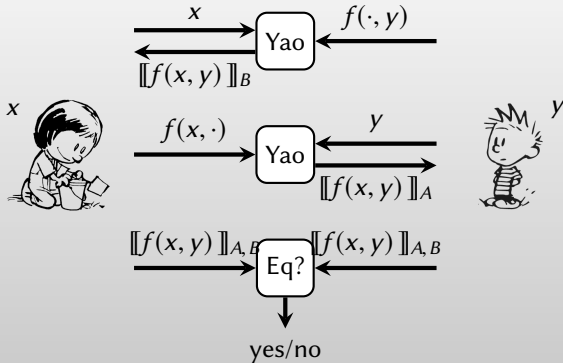 x
Yao
f(·, y)
⟦f(x, y)⟧_B
x
y
f(x, ·)
Yao
y
⟦f(x, y)⟧_A
⟦f(x, y)⟧_{A,B}
Eq?
⟦f(x, y)⟧_{A,B}
yes/no